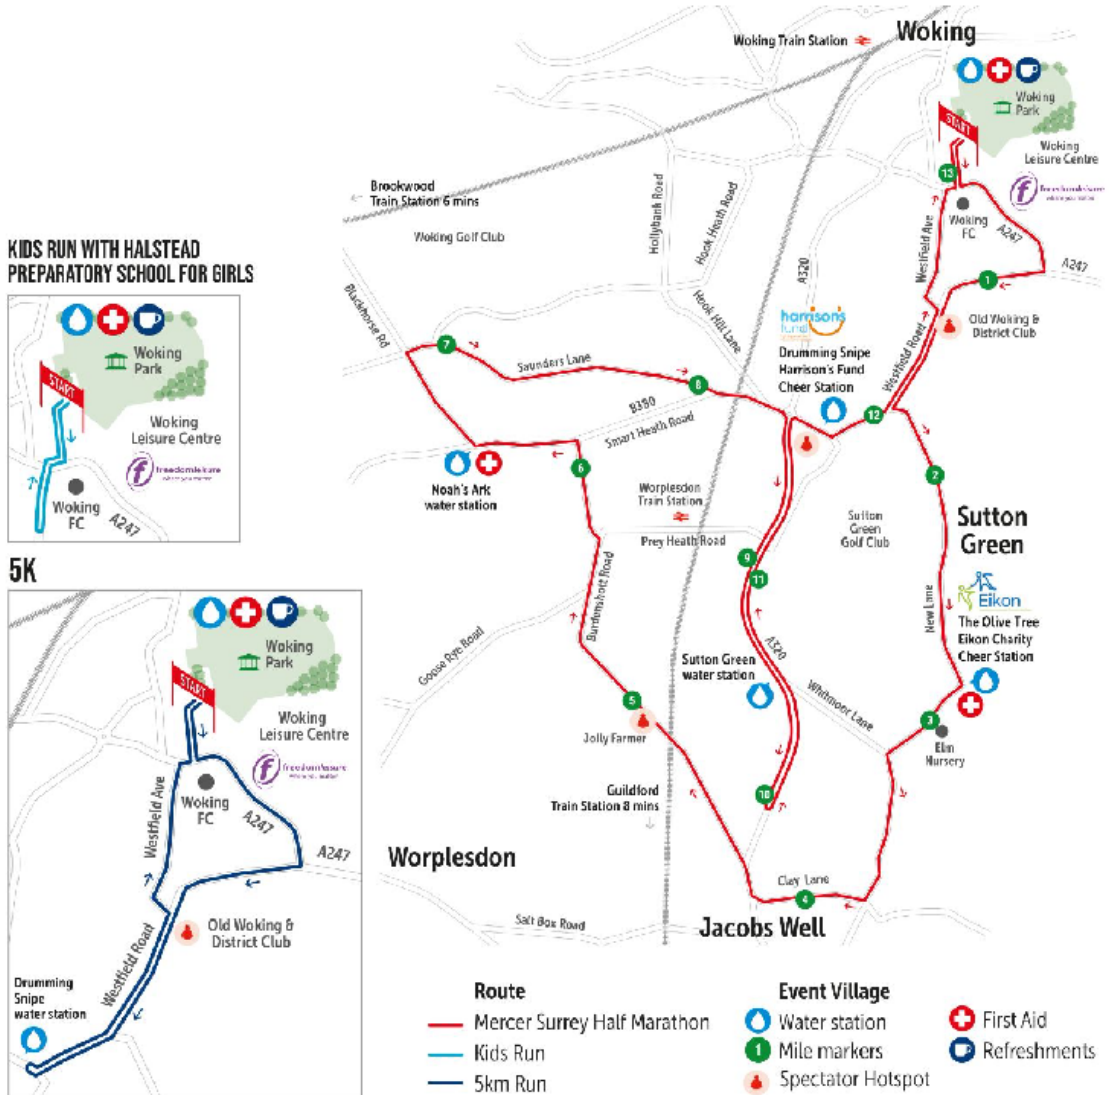 Woking
Woking Train Station
Woking
Park
START
Woking
Leisure Centre
freedomleisure
13
Woking
FC
A247
A247
Westfield Ave
1
Brookwood
Train Station 6 mins
Woking Golf Club
Hollybank Road
Hook Heath Road
A320
Hook Hill Lane
Blackhorse Rd
7
Saunders Lane
8
harrisons
fund
Drumming Snipe
Harrison's Fund
Cheer Station
Westfield Road
Old Woking &
District Club
12
B380
Smart Heath Road
6
Noah's Ark
water station
Worplesdon
Train Station
Prey Heath Road
2
Sutton
Green
Golf Club
Sutton
Green
9
11
A320
New Lane
Eikon
The Olive Tree
Eikon Charity
Cheer Station
Burdenshott Road
Goose Rye Road
Sutton Green
water station
Whitmoor Lane
5
Jolly Farmer
3
Elm
Nursery
10
Guildford
Train Station 8 mins
Worplesdon
Clay Lane
4
Salt Box Road
Jacobs Well
KIDS RUN WITH HALSTEAD
PREPARATORY SCHOOL FOR GIRLS
Woking
Park
START
Woking
Leisure Centre
freedomleisure
Woking
FC
A247
5K
Woking
Park
START
Woking
Leisure Centre
freedomleisure
Woking
FC
A247
A247
Westfield Ave
Old Woking &
District Club
Westfield Road
Drumming
Snipe
water station
Route
Mercer Surrey Half Marathon
Kids Run
5km Run
Event Village
Water station
1
Mile markers
Spectator Hotspot
First Aid
Refreshments